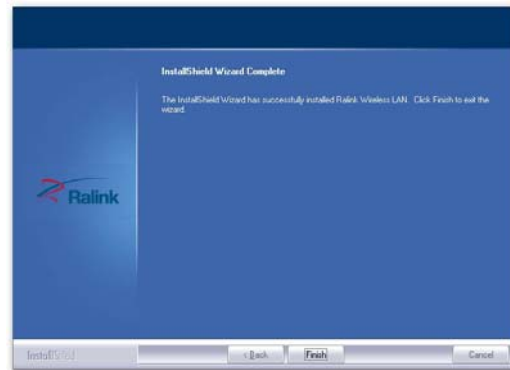 InstallShield Wizard Complete
The InstallShield Wizard has successfully installed Ralink Wireless LAN. Click Finish to exit the
wizard.
Ralink
InstallShield
< Back
Finish
Cancel